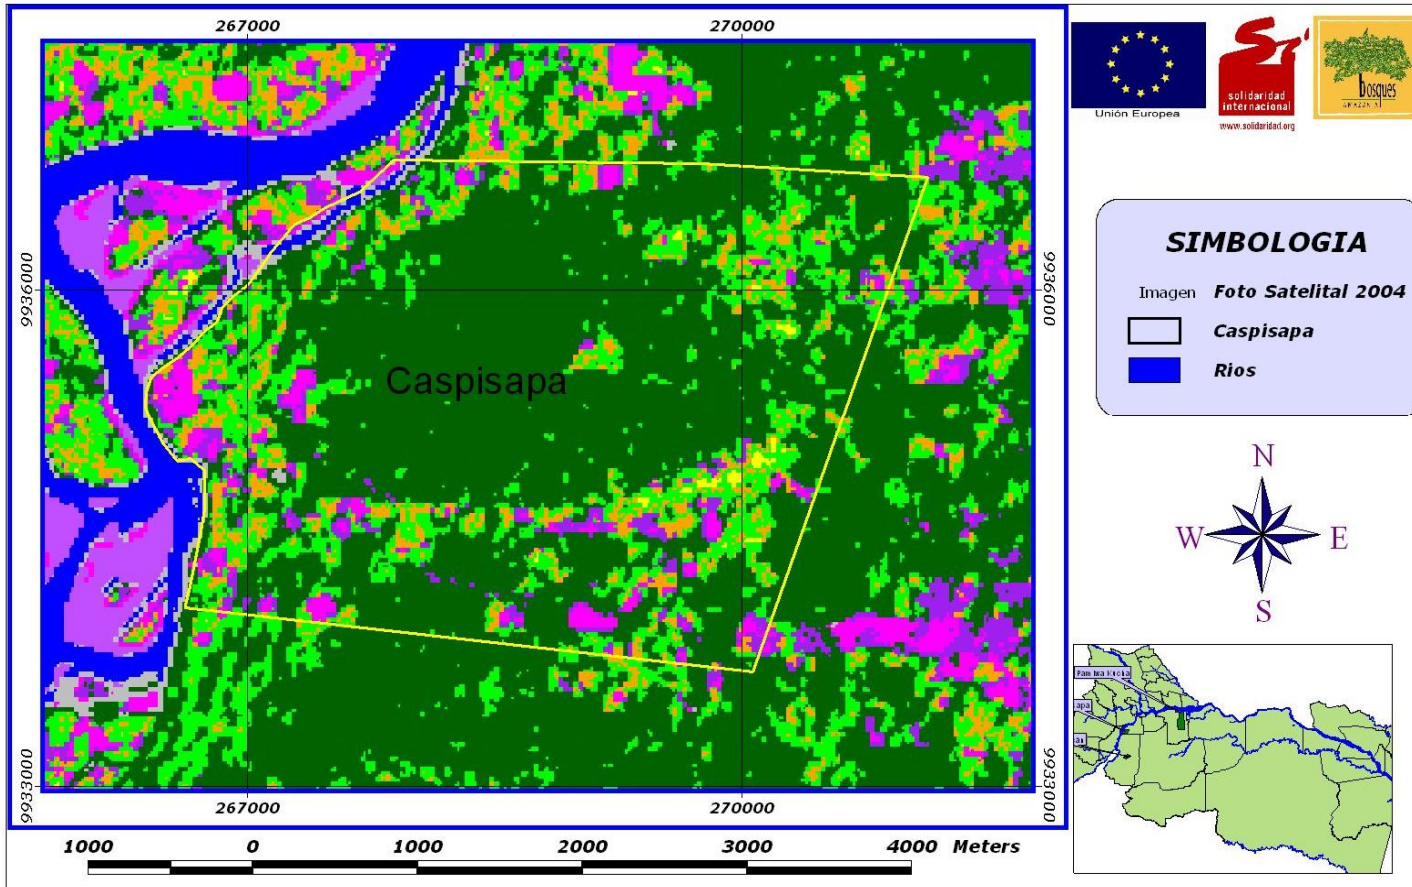 267000
270000
9936000
9936000
Caspisapa
9933000
9933000
267000
270000
1000 0 1000 2000 3000 4000 Meters
Unión Europea
solidaridad
internacional
www.solidaridad.org
bosques
SIMBOLOGIA
Imagen Foto Satelital 2004
Caspisapa
Rios
N
W E
S
apa